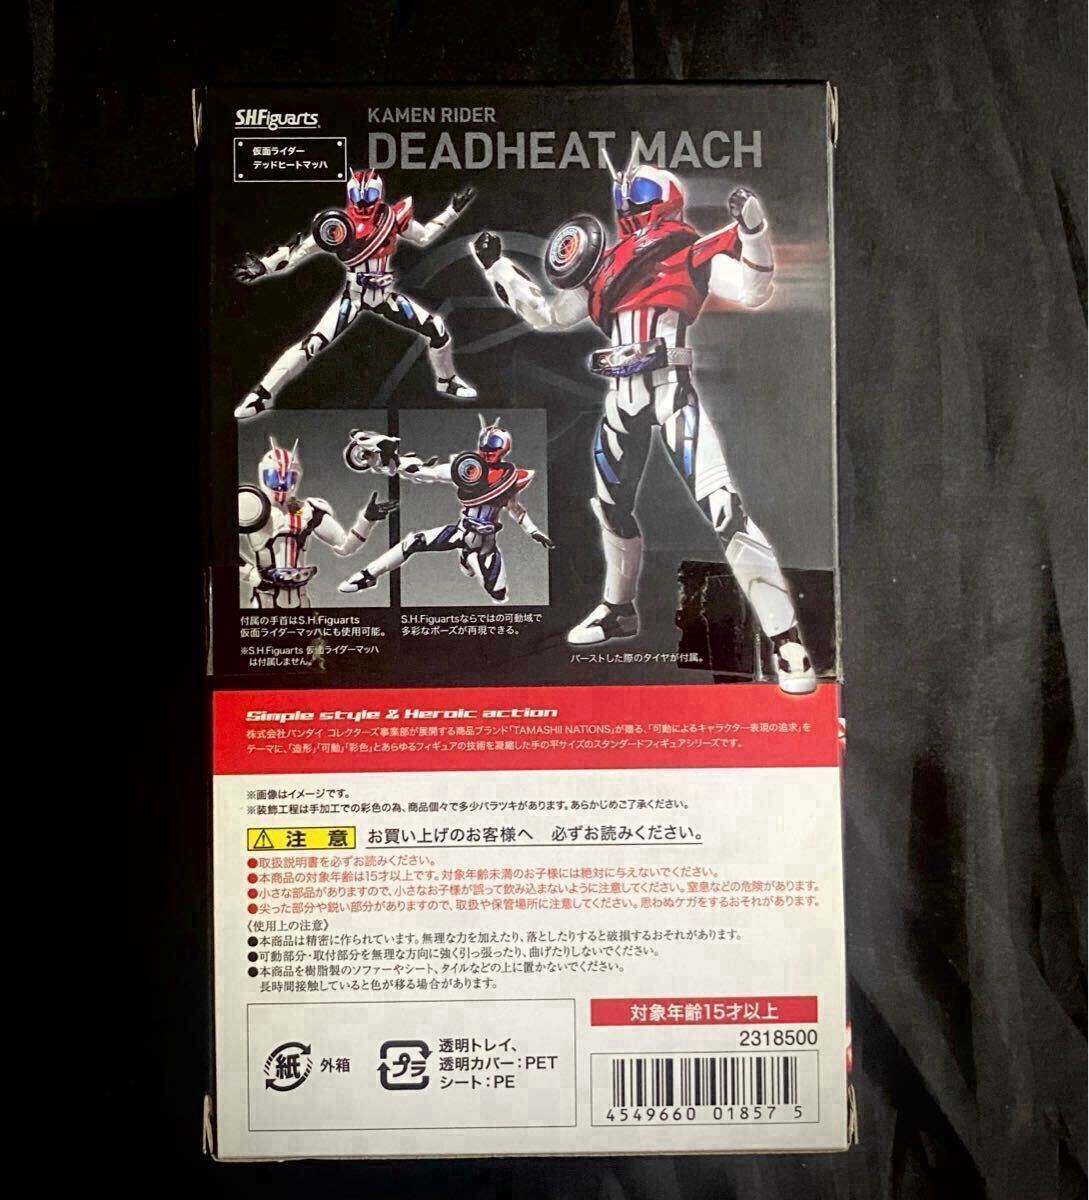 S.H.Figuarts
KAMEN RIDER
DEADHEAT MACH
仮面ライダー
デッドヒートマッハ
付属の手首はS.H.Figuarts
仮面ライダーマッハにも使用可能。
※S.H.Figuarts 仮面ライダーマッハ
は付属しません。
S.H.Figuartsならではの可動域で
多彩なポーズが再現できる。
バーストした際のタイヤが付属。
Simple style & Heroic action
株式会社バンダイ コレクターズ事業部が展開する商品ブランド「TAMASHII NATIONS」が贈る、「可動によるキャラクター表現の追求」を
テーマに、「造形」「可動」「彩色」とあらゆるフィギュアの技術を凝縮した手の平サイズのスタンダードフィギュアシリーズです。
※画像はイメージです。
※装飾工程は手加工での彩色の為、商品個々で多少バラツキがあります。あらかじめご了承ください。
注 意 お買い上げのお客様へ 必ずお読みください。
●取扱説明書を必ずお読みください。
●本商品の対象年齢は15才以上です。対象年齢未満のお子様には絶対に与えないでください。
●小さな部品がありますので、小さなお子様が誤って飲み込まないように注意してください。窒息などの危険があります。
●尖った部分や鋭い部分がありますので、取扱や保管場所に注意してください。思わぬケガをするおそれがあります。
《使用上の注意》
●本商品は精密に作られています。無理な力を加えたり、落としたりすると破損するおそれがあります。
●可動部分・取付部分を無理な方向に強く引っ張ったり、曲げたりしないでください。
●本商品を樹脂製のソファーやシート、タイルなどの上に置かないでください。
長時間接触していると色が移る場合があります。
紙 外箱
プラ 透明トレイ、
透明カバー：PET
シート：PE
対象年齢15才以上
2318500
4549660 01857 5